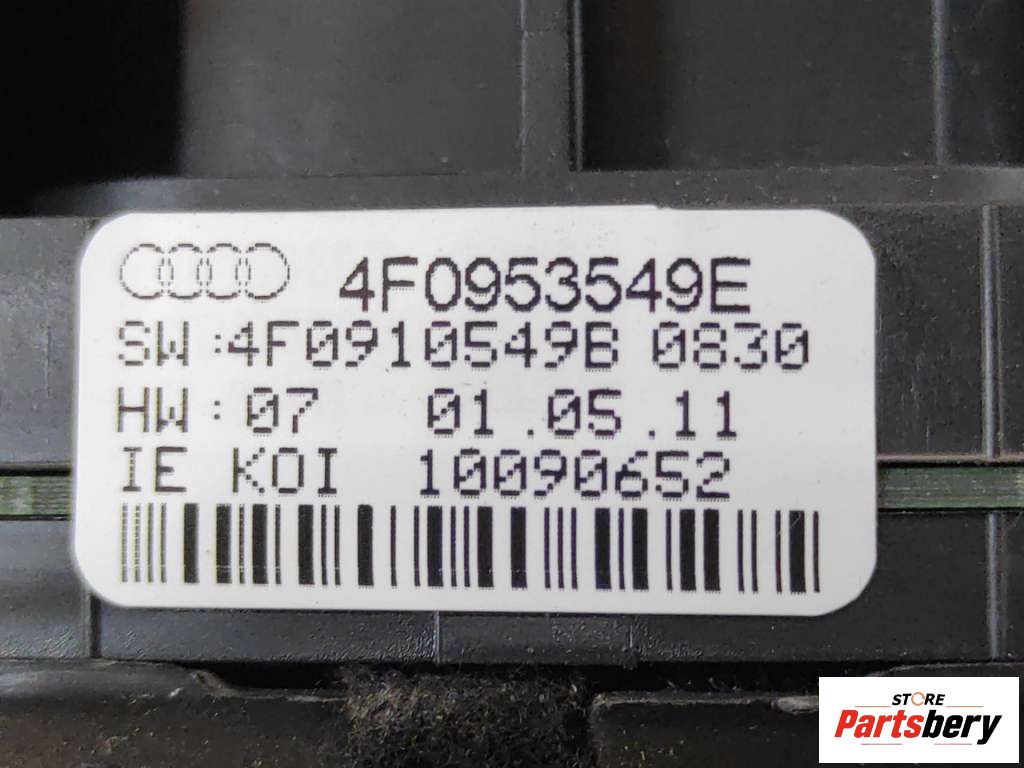 4F0953549E
SW:4F0910549B 0830
HW:07 01.05.11
IE KOI 10090652
STORE
Partsbery